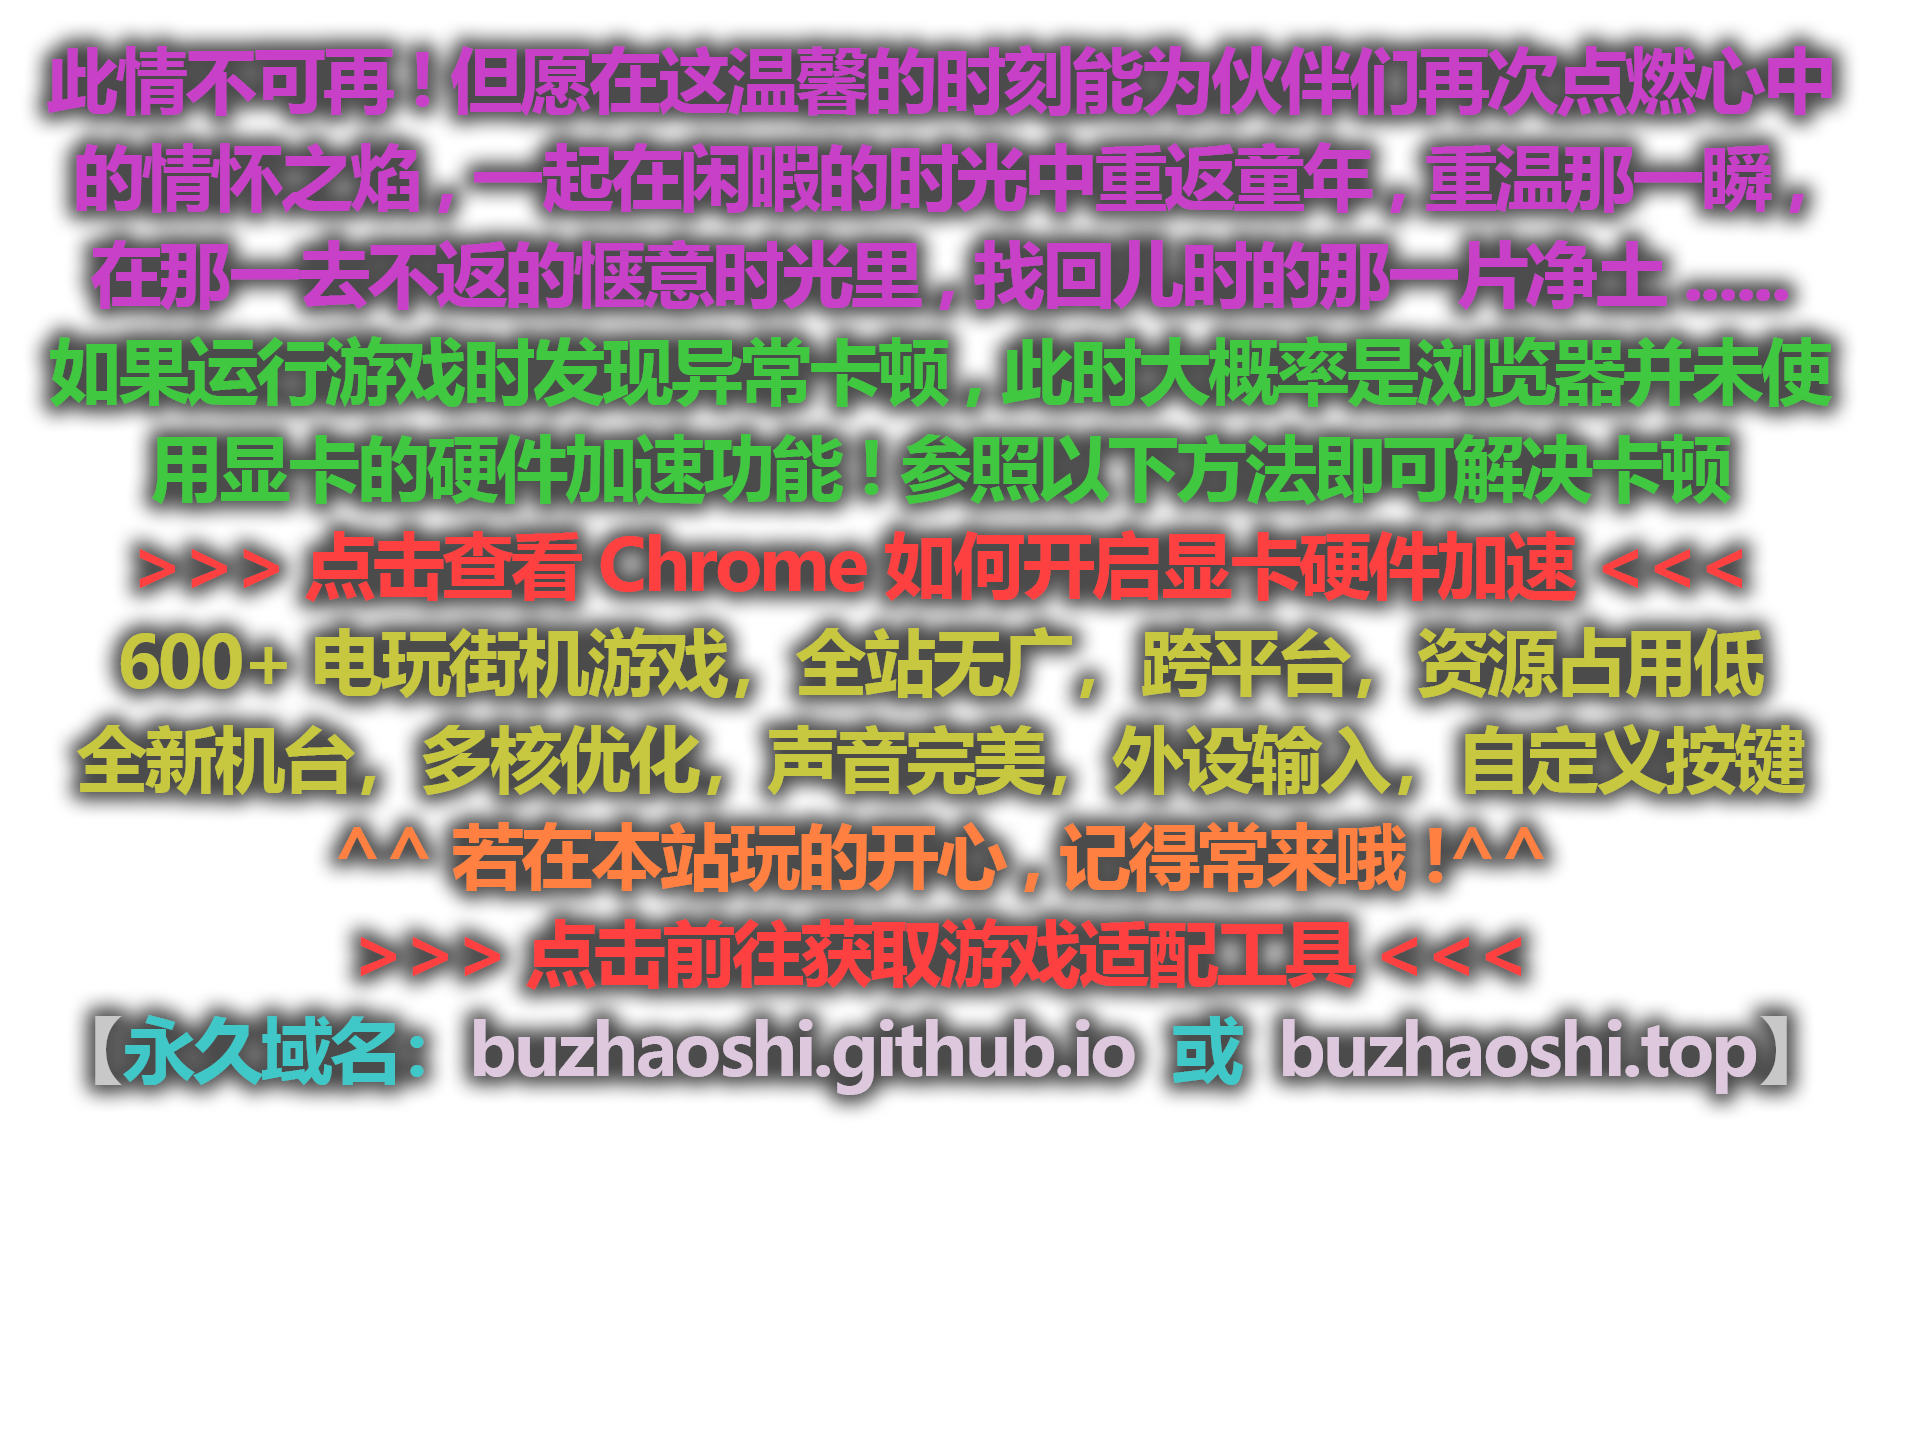 此情不可再！但愿在这温馨的时刻能为伙伴们再次点燃心中
的情怀之焰，一起在闲暇的时光中重返童年，重温那一瞬，
在那一去不返的惬意时光里，找回儿时的那一片净土 ......
如果运行游戏时发现异常卡顿，此时大概率是浏览器并未使
用显卡的硬件加速功能！参照以下方法即可解决卡顿
>>> 点击查看 Chrome 如何开启显卡硬件加速 <<<
600+ 电玩街机游戏，全站无广，跨平台，资源占用低
全新机台，多核优化，声音完美，外设输入，自定义按键
^^ 若在本站玩的开心，记得常来哦！^^
>>> 点击前往获取游戏适配工具 <<<
【永久域名：buzhaoshi.github.io 或 buzhaoshi.top】